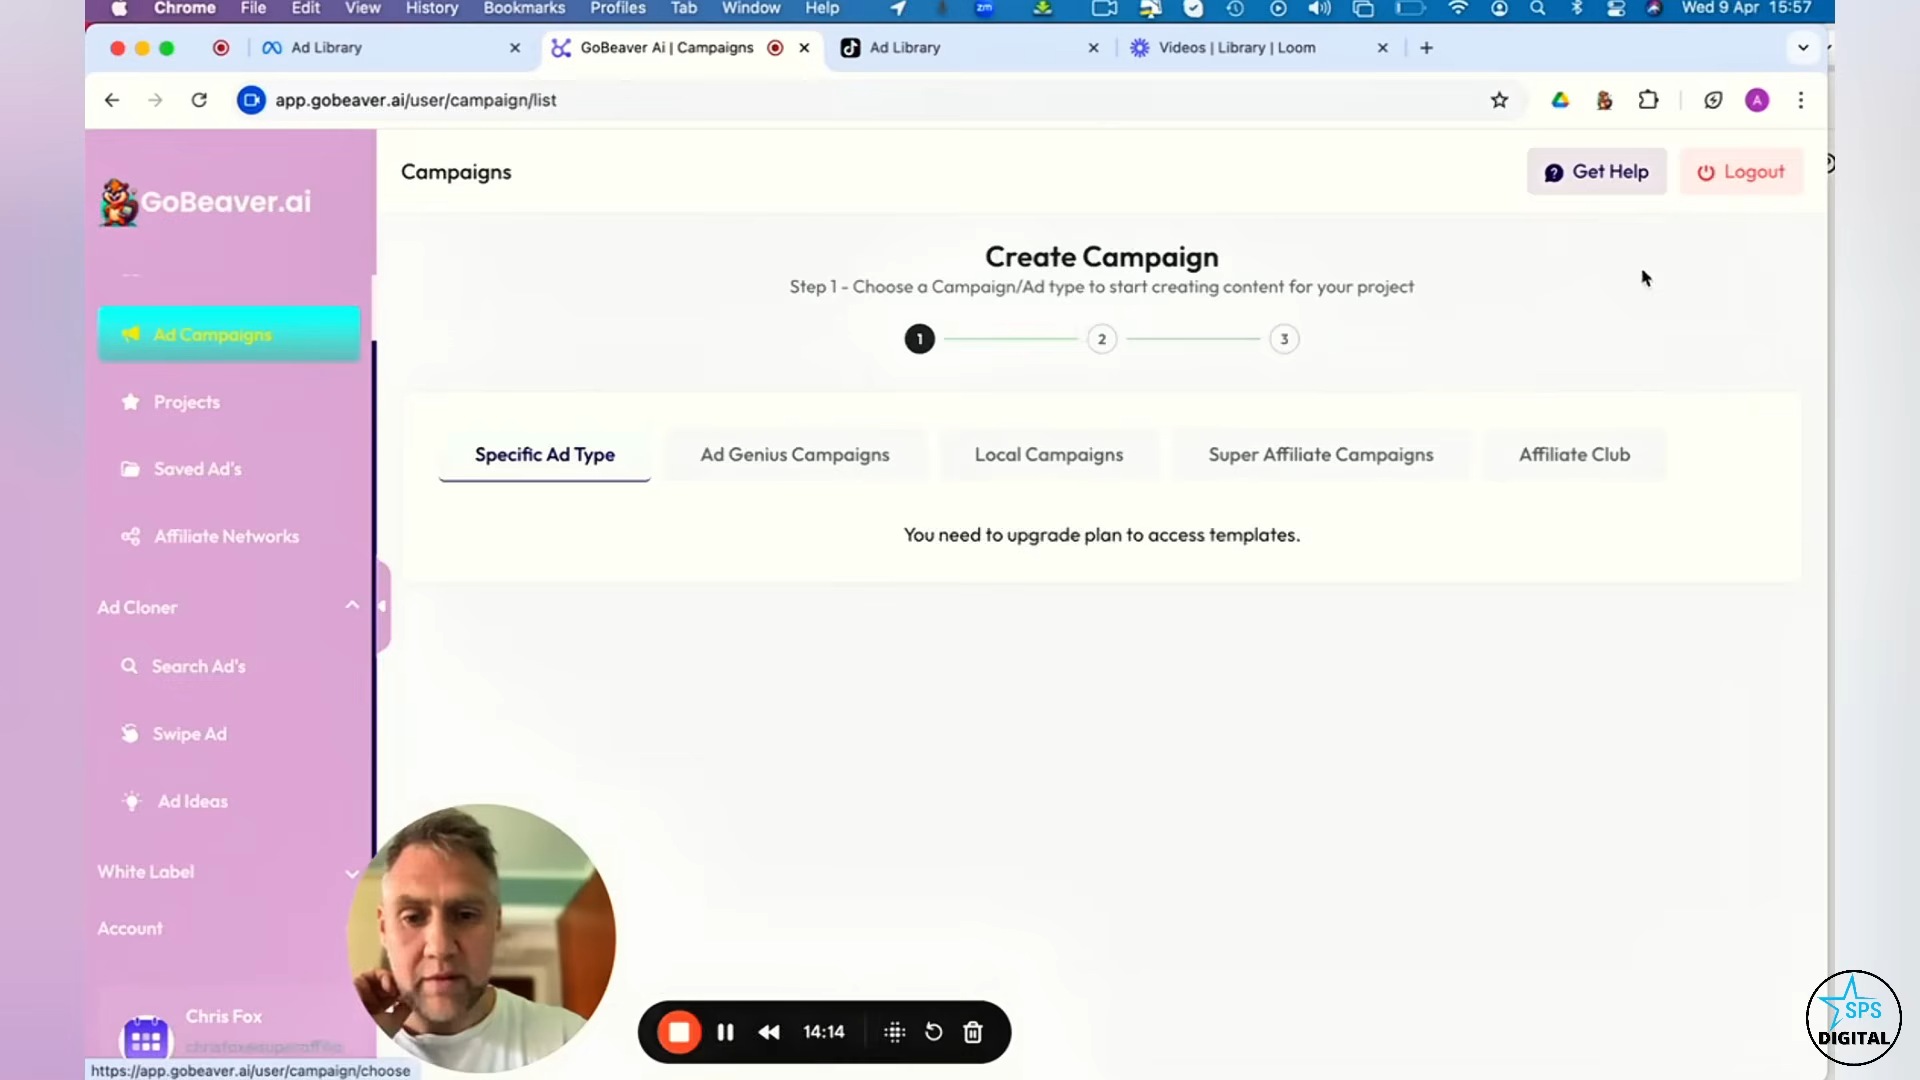 Chrome File Edit View History Bookmarks Profiles Tab Window Help zm Wed 9 Apr 15:57
Ad Library GoBeaver Ai | Campaigns Ad Library Videos | Library | Loom
app.gobeaver.ai/user/campaign/list A
GoBeaver.ai
Campaigns
Get Help
Logout
Create Campaign
Step 1 - Choose a Campaign/Ad type to start creating content for your project
1 2 3
Ad Campaigns
Projects
Saved Ad's
Affiliate Networks
Ad Cloner
Search Ad's
Swipe Ad
Ad Ideas
White Label
Account
Chris Fox
Specific Ad Type Ad Genius Campaigns Local Campaigns Super Affiliate Campaigns Affiliate Club
You need to upgrade plan to access templates.
14:14
https://app.gobeaver.ai/user/campaign/choose
SPS
DIGITAL